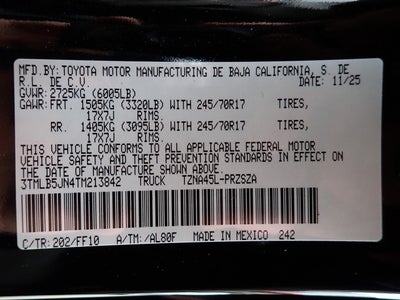 MFD.BY: TOYOTA MOTOR MANUFACTURING DE BAJA CALIFORNIA, S. DE
R.L. DE C.V. DATE: 11/25
GVWR: 2725KG (6005LB)
GAWR: FRT. 1505KG (3320LB) WITH 245/70R17 TIRES,
17X7J RIMS.
RR. 1405KG (3095LB) WITH 245/70R17 TIRES,
17X7J RIMS.
THIS VEHICLE CONFORMS TO ALL APPLICABLE FEDERAL MOTOR
VEHICLE SAFETY AND THEFT PREVENTION STANDARDS IN EFFECT ON
THE DATE OF MANUFACTURE SHOWN ABOVE.
3TMLB5JN4TM213842 TRUCK TZNA45L-PRZSZA
C/TR: 202/FF10 A/TM: /AL80F MADE IN MEXICO 242